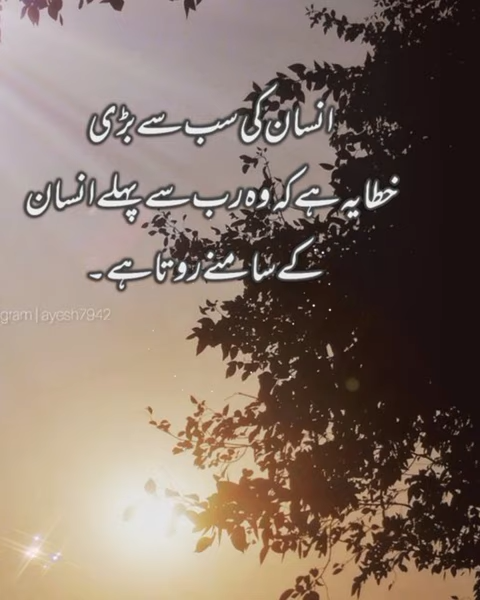 انسان کی سب سے بڑی
خطا یہ ہے کہ وہ رب سے پہلے انسان
کے سامنے روتا ہے۔
gram | ayesh7942